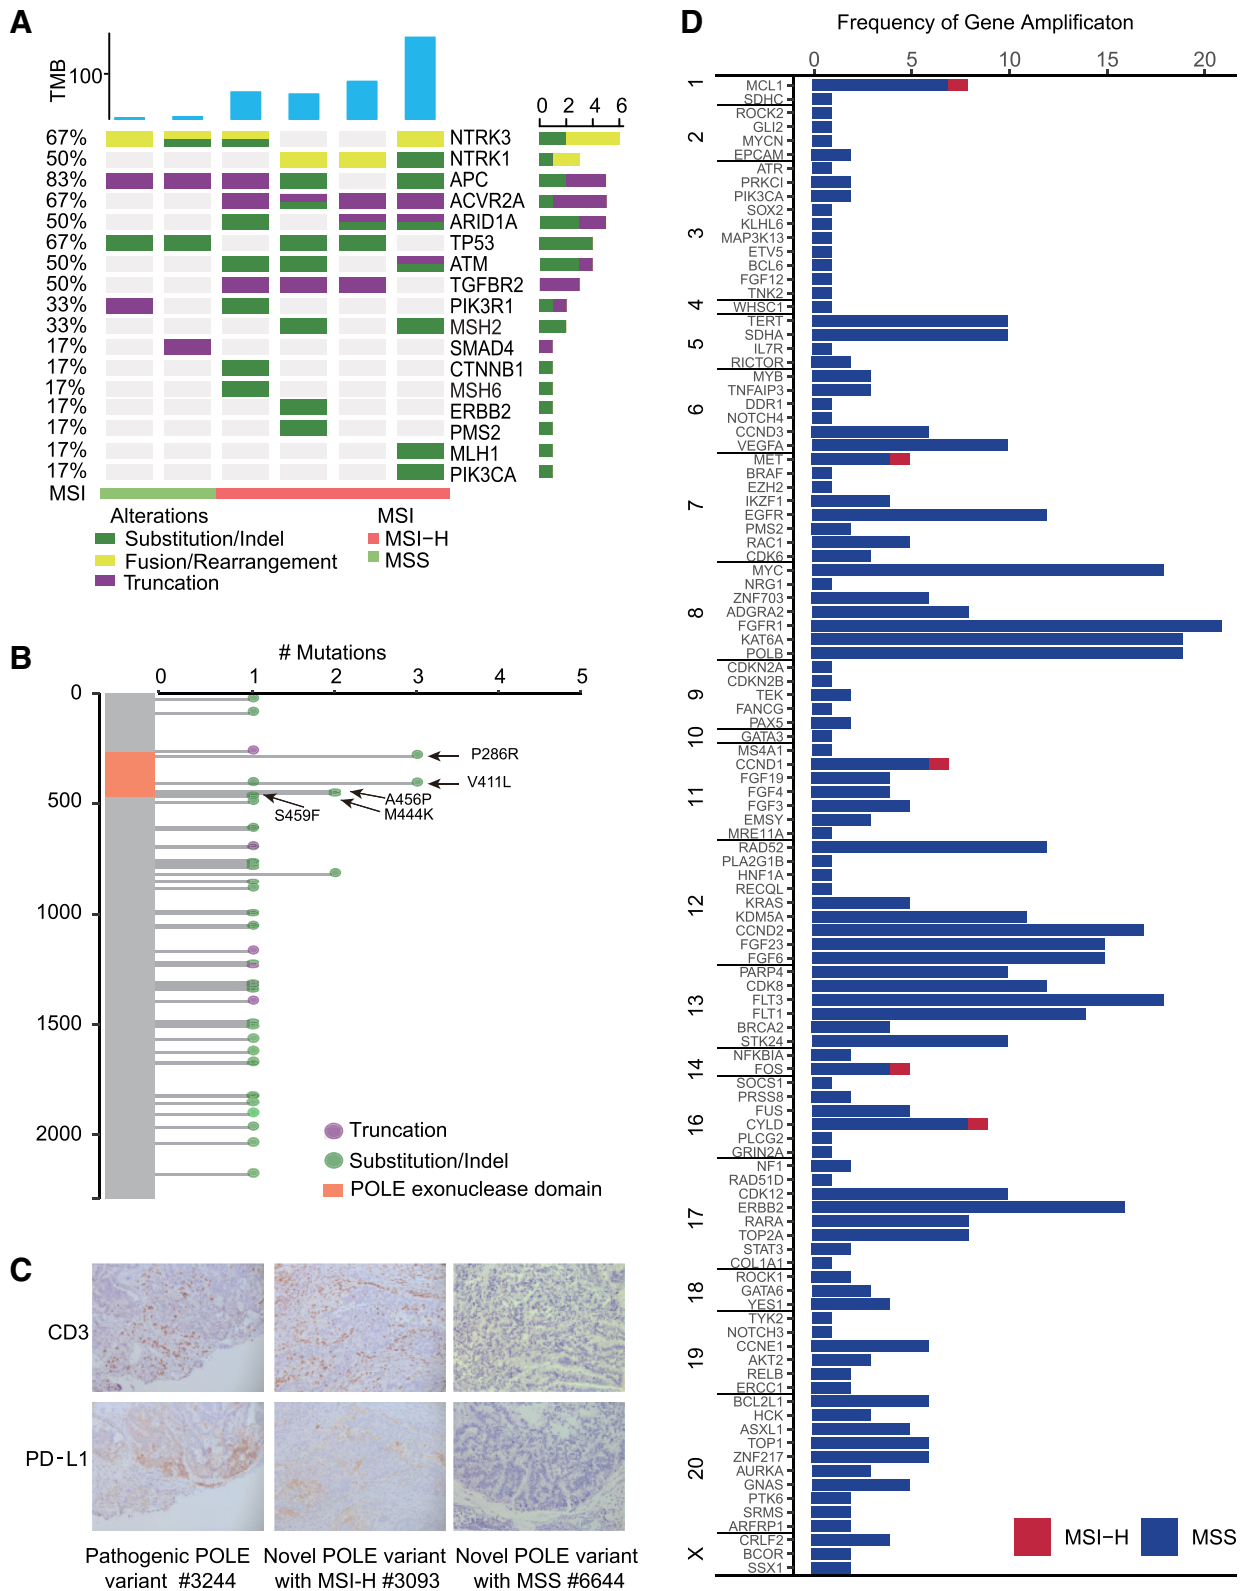 A
TMB
100
0 2 4 6
67% NTRK3
50% NTRK1
83% APC
67% ACVR2A
50% ARID1A
67% TP53
50% ATM
50% TGFBR2
33% PIK3R1
33% MSH2
17% SMAD4
17% CTNNB1
17% MSH6
17% ERBB2
17% PMS2
17% MLH1
17% PIK3CA
MSI
Alterations
Substitution/Indel
Fusion/Rearrangement
Truncation
MSI
MSI-H
MSS
B
# Mutations
0 1 2 3 4 5
0
500
1000
1500
2000
P286R
V411L
A456P
S459F
M444K
Truncation
Substitution/Indel
POLE exonuclease domain
C
CD3
PD-L1
Pathogenic POLE
variant #3244
Novel POLE variant
with MSI-H #3093
Novel POLE variant
with MSS #6644
D
Frequency of Gene Amplificaton
0 5 10 15 20
1
MCL1
SDHC
2
ROCK2
GLI2
MYCN
EPCAM
3
ATR
PRKCI
PIK3CA
SOX2
KLHL6
MAP3K13
ETV5
BCL6
FGF12
TNK2
4
WHSC1
5
TERT
SDHA
IL7R
RICTOR
6
MYB
TNFAIP3
DDR1
NOTCH4
CCND3
VEGFA
7
MET
BRAF
EZH2
IKZF1
EGFR
PMS2
RAC1
CDK6
8
MYC
NRG1
ZNF703
ADGRA2
FGFR1
KAT6A
POLB
9
CDKN2A
CDKN2B
TEK
FANCG
PAX5
10
GATA3
11
MS4A1
CCND1
FGF19
FGF4
FGF3
EMSY
MRE11A
12
RAD52
PLA2G1B
HNF1A
RECQL
KRAS
KDM5A
CCND2
FGF23
FGF6
13
PARP4
CDK8
FLT3
FLT1
BRCA2
STK24
14
NFKBIA
FOS
16
SOCS1
PRSS8
FUS
CYLD
PLCG2
GRIN2A
17
NF1
RAD51D
CDK12
ERBB2
RARA
TOP2A
STAT3
COL1A1
18
ROCK1
GATA6
YES1
19
TYK2
NOTCH3
CCNE1
AKT2
RELB
ERCC1
20
BCL2L1
HCK
ASXL1
TOP1
ZNF217
AURKA
GNAS
PTK6
SRMS
ARFRP1
X
CRLF2
BCOR
SSX1
MSI-H
MSS